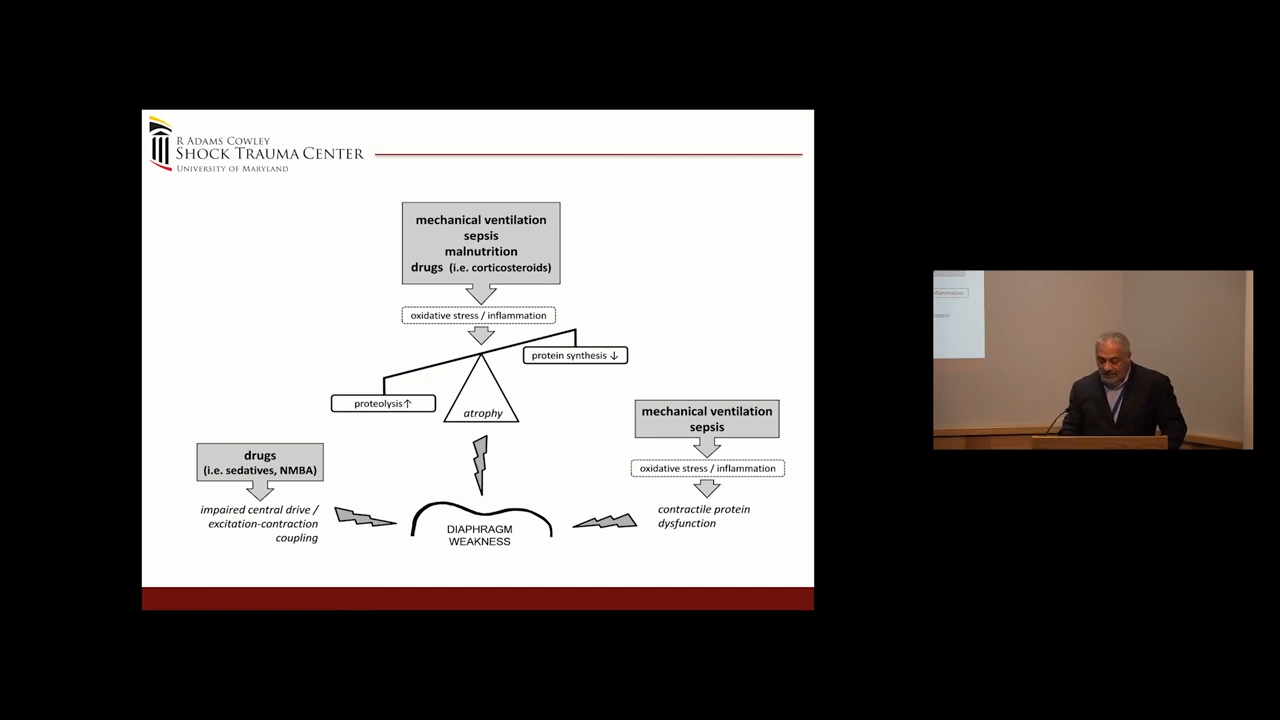 R ADAMS COWLEY
SHOCK TRAUMA CENTER
UNIVERSITY OF MARYLAND
mechanical ventilation
sepsis
malnutrition
drugs (i.e. corticosteroids)
oxidative stress / inflammation
protein synthesis ↓
proteolysis↑
atrophy
mechanical ventilation
sepsis
oxidative stress / inflammation
contractile protein
dysfunction
drugs
(i.e. sedatives, NMBA)
impaired central drive /
excitation-contraction
coupling
DIAPHRAGM
WEAKNESS